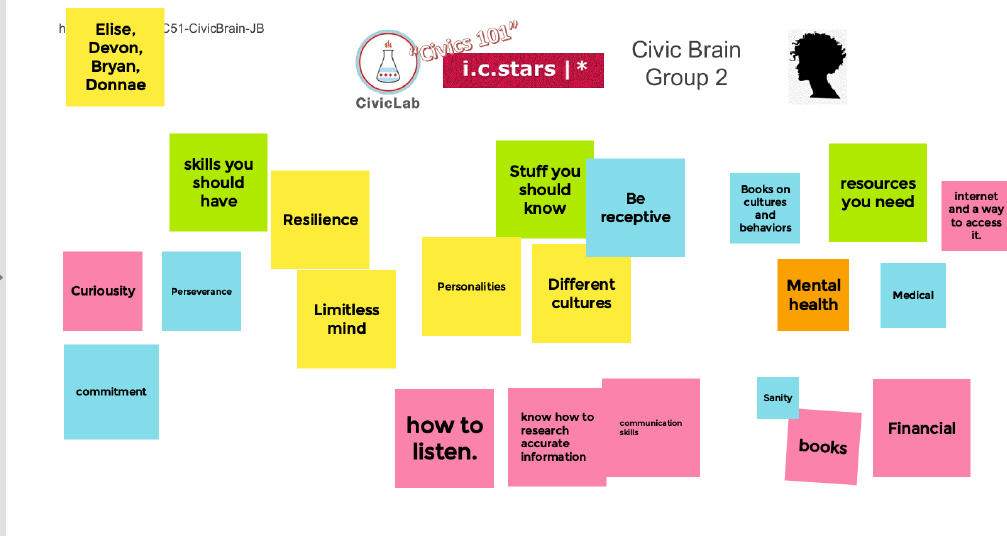 h
C51-CivicBrain-JB
Elise,
Devon,
Bryan,
Donnae
"Civics 101"
CivicLab
i.c.stars |*
Civic Brain
Group 2
skills you
should
have
Resilience
Curiousity
Perseverance
Limitless
mind
commitment
Stuff you
should
know
Be
receptive
Personalities
Different
cultures
how to
listen.
know how to
research
accurate
information
communication
skills
Books on
cultures
and
behaviors
resources
you need
internet
and a way
to access
it.
Mental
health
Medical
Sanity
books
Financial